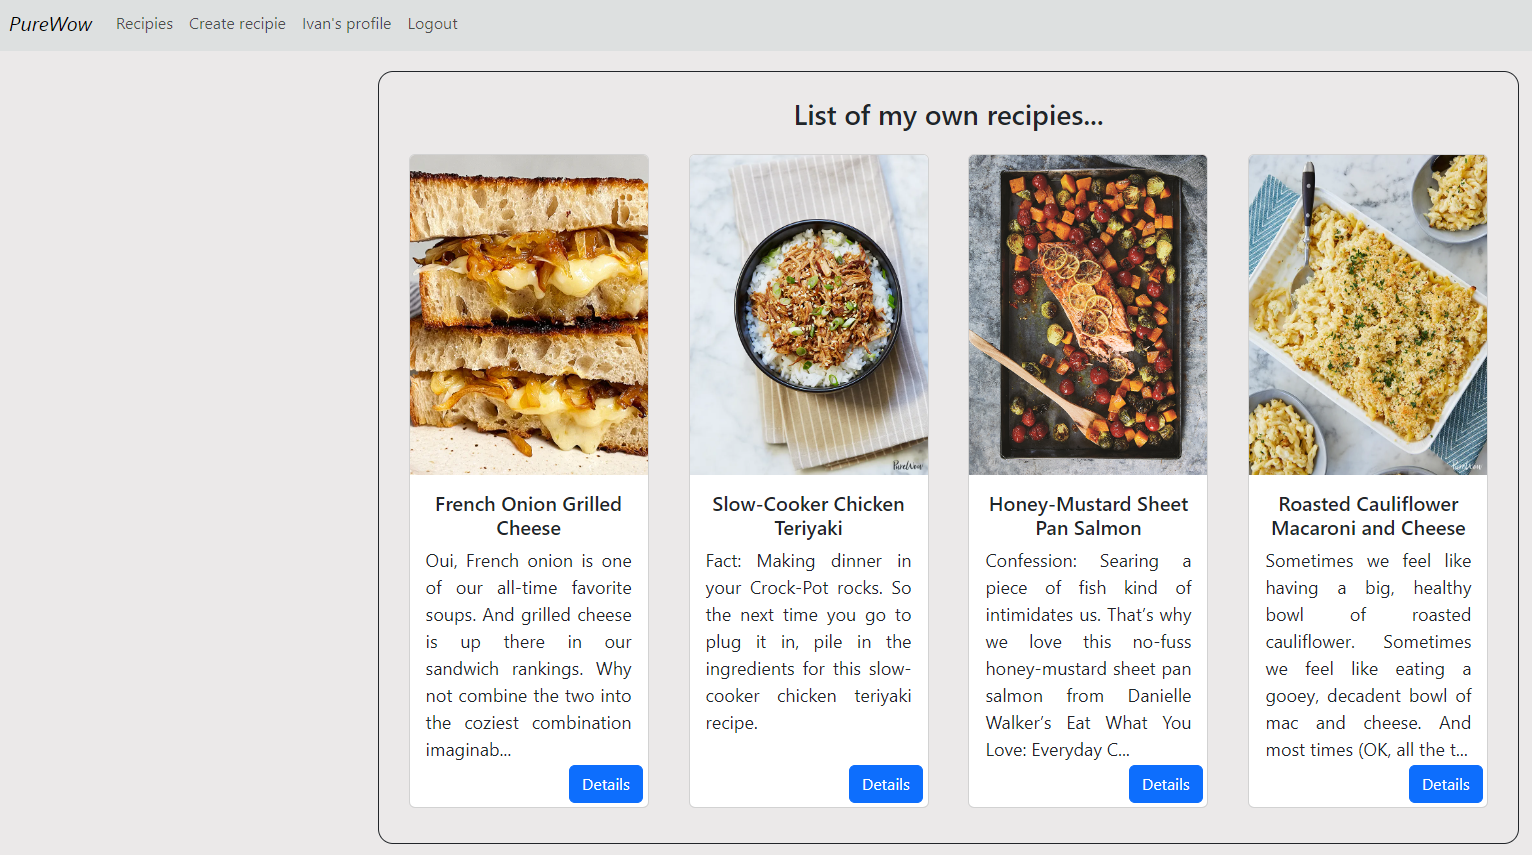 PureWow Recipies Create recipie Ivan's profile Logout
List of my own recipies...
PureWow
PureWow
French Onion Grilled
Cheese
Oui, French onion is one
of our all-time favorite
soups. And grilled cheese
is up there in our
sandwich rankings. Why
not combine the two into
the coziest combination
imaginab...
Details
Slow-Cooker Chicken
Teriyaki
Fact: Making dinner in
your Crock-Pot rocks. So
the next time you go to
plug it in, pile in the
ingredients for this slow-
cooker chicken teriyaki
recipe.
Details
Honey-Mustard Sheet
Pan Salmon
Confession: Searing a
piece of fish kind of
intimidates us. That’s why
we love this no-fuss
honey-mustard sheet pan
salmon from Danielle
Walker’s Eat What You
Love: Everyday C...
Details
Roasted Cauliflower
Macaroni and Cheese
Sometimes we feel like
having a big, healthy
bowl of roasted
cauliflower. Sometimes
we feel like eating a
gooey, decadent bowl of
mac and cheese. And
most times (OK, all the t...
Details